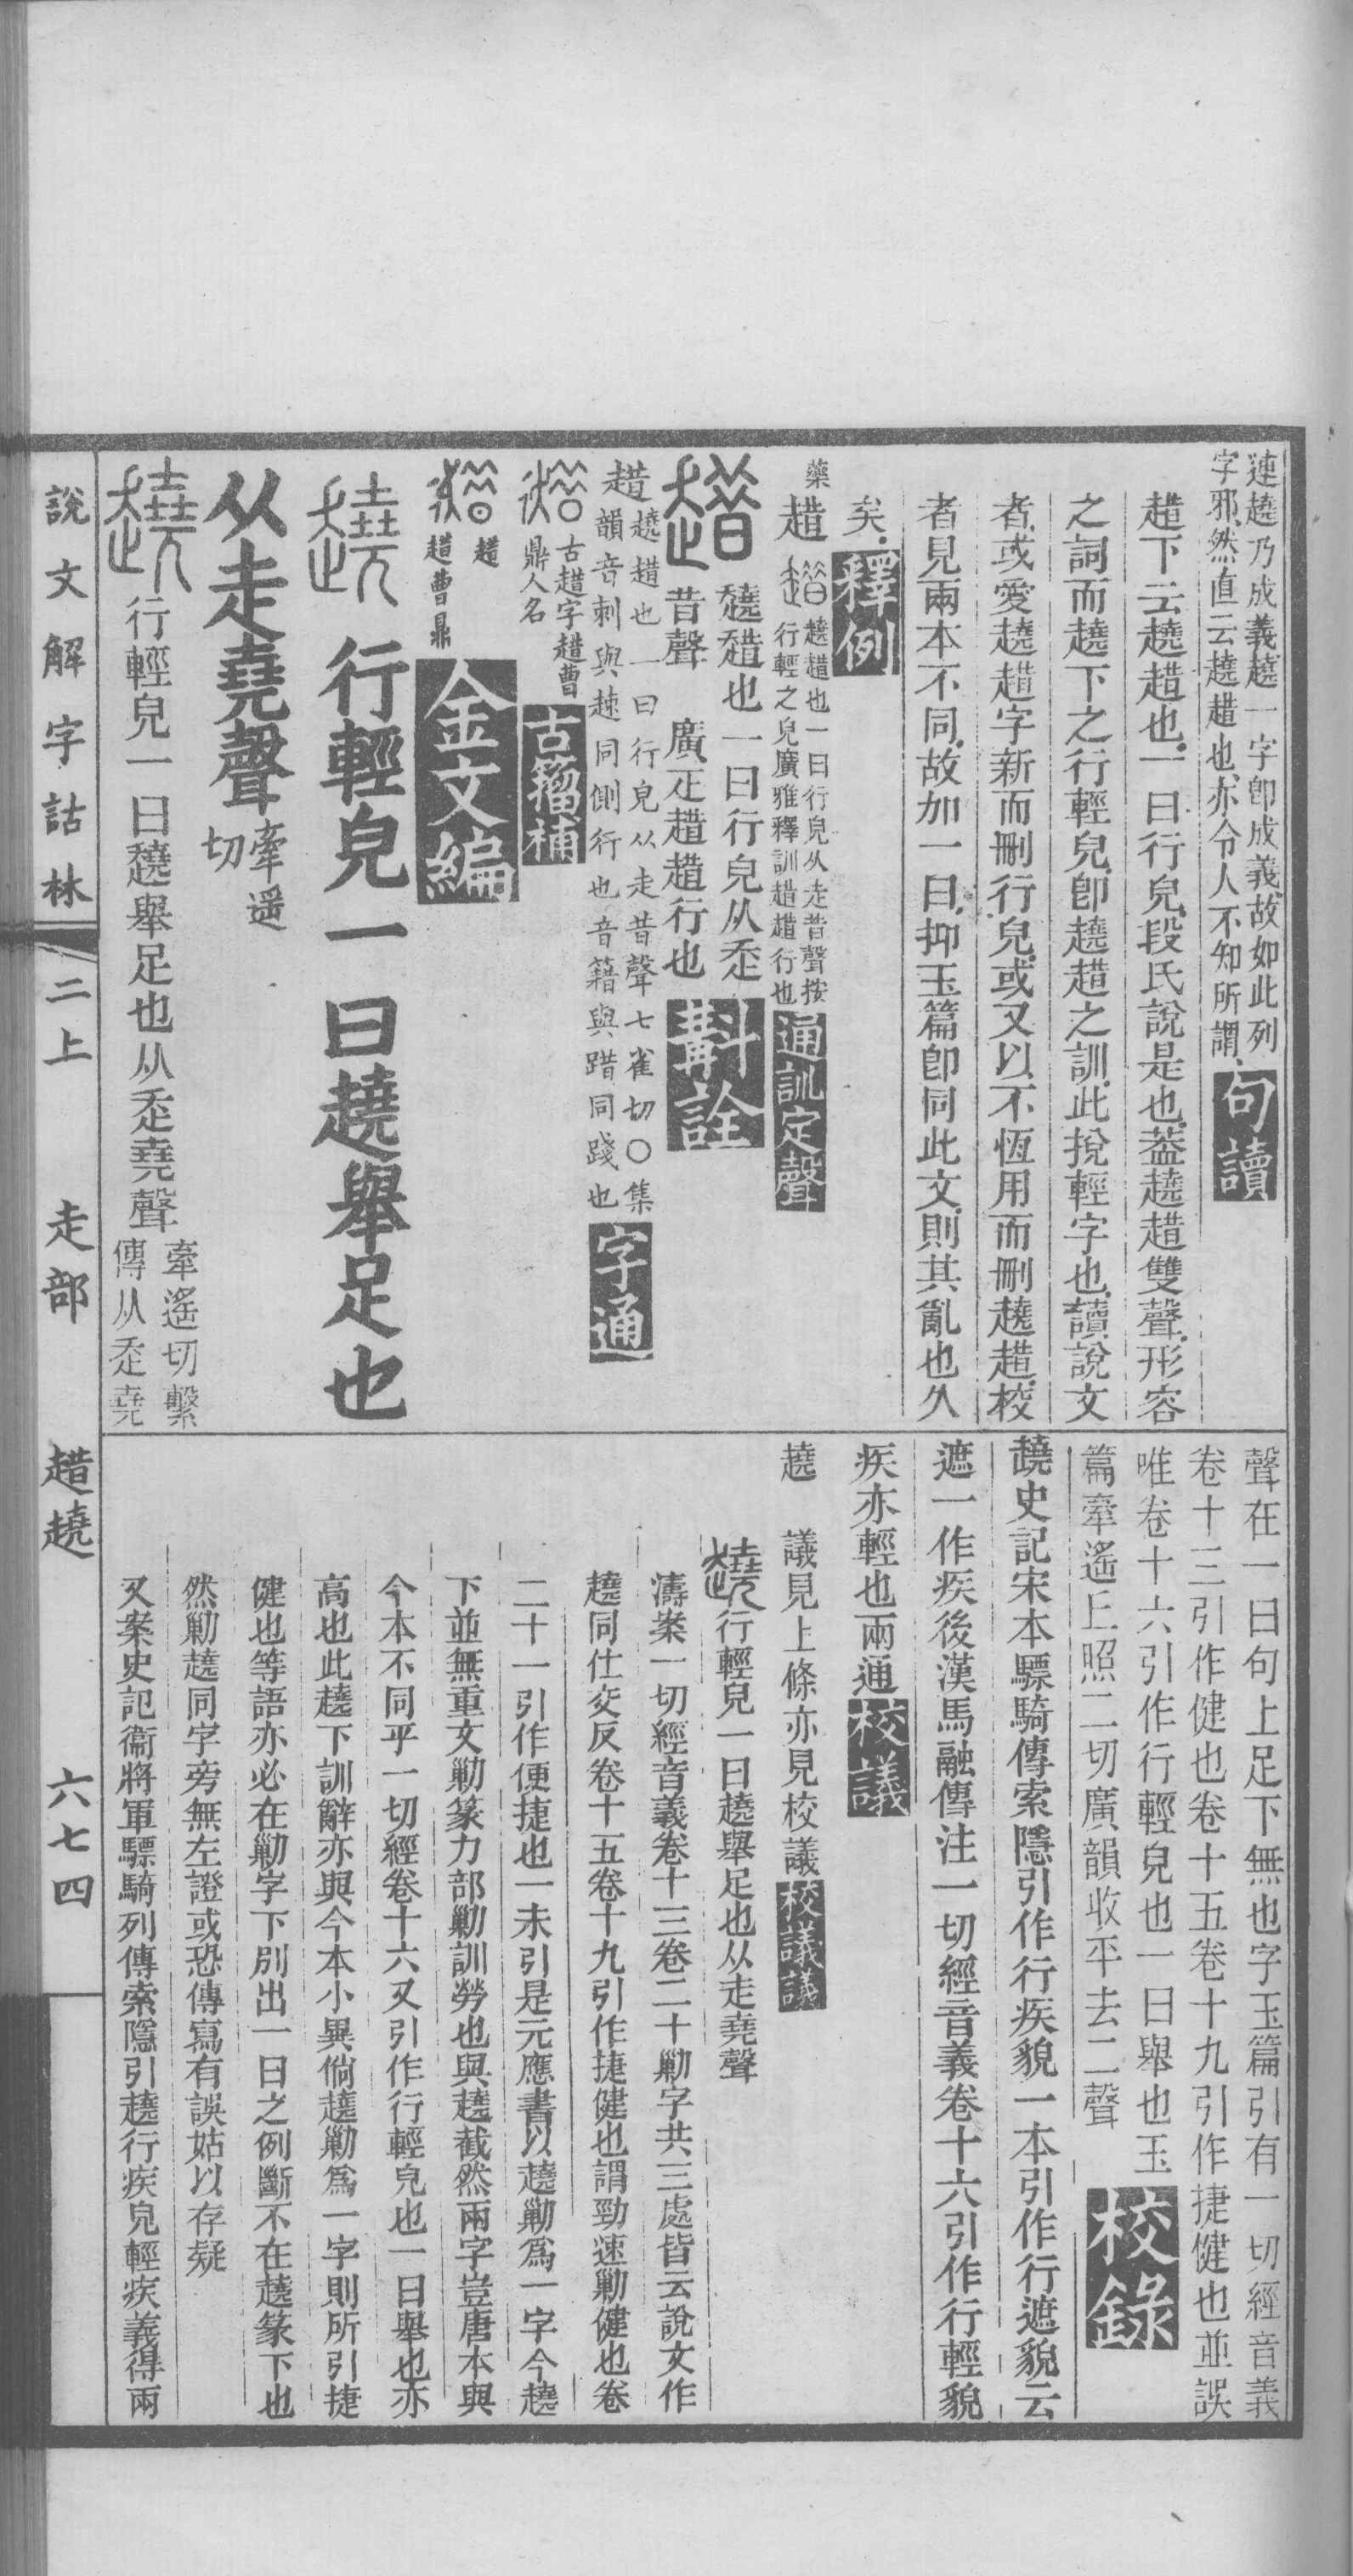 連趬乃成義趬一字卽成義故如此列
字邪然直云趬趞也亦令人不知所謂句讀
趞下云趬趞也一曰行皃段氏說是也葢趬趞雙聲形容
之詞而趬下之行輕皃卽趬趞之訓此挩輕字也讀說文
者或愛趬趞字新而刪行皃或又以不恆用而刪趬趞校
者見兩本不同故加一曰抑玉篇卽同此文則其亂也久
矣釋例
藥趞
趬趞也一曰行皃从走昔聲按
行輕之皃廣雅釋訓趞趞行也通訓定聲
趬趞也一曰行皃从走
昔聲 廣疋趞趞行也斠詮
趞
趬趞也一曰行皃从走昔聲七雀切〇集
韻音刺與趚同側行也音籍與踖同踐也字通
古趞字趞曹
鼎人名古籀補
趞
趞曹鼎金文編
行輕皃一曰趬舉足也
从走堯聲牽遥
切
行輕皃一曰趬舉足也从走堯聲
牽遙切繫
傳从走堯
聲在一曰句上足下無也字玉篇引有一切經音義
卷十三引作健也卷十五卷十九引作捷健也並誤
唯卷十六引作行輕皃也一曰舉也玉
篇牽遙丘照二切廣韻收平去二聲校錄
趬史記宋本驃騎傳索隱引作行疾貌一本引作行遮貌云
遮一作疾後漢馬融傳注一切經音義卷十六引作行輕貌
疾亦輕也兩通校議
趬 議見上條亦見校議校議議
行輕皃一曰趬舉足也从走堯聲
濤案一切經音義卷十三卷二十勦字共三處皆云說文作
趬同仕交反卷十五卷十九引作捷健也謂勁速勦健也卷
二十一引作便捷也一未引是元應書以趬勦爲一字今趬
下並無重文勦篆力部勦訓勞也與趬截然兩字豈唐本與
今本不同乎一切經卷十六又引作行輕皃也一曰舉也亦
高也此趬下訓辭亦與今本小異倘趬勦爲一字則所引捷
健也等語亦必在勦字下別出一曰之例斷不在趬篆下也
然勦趬同字旁無左證或恐傳寫有誤姑以存疑
又案史記衞將軍驃騎列傳索隱引趬行疾皃輕疾義得兩
說文解字詁林 二上 走部 趞趬 六七四